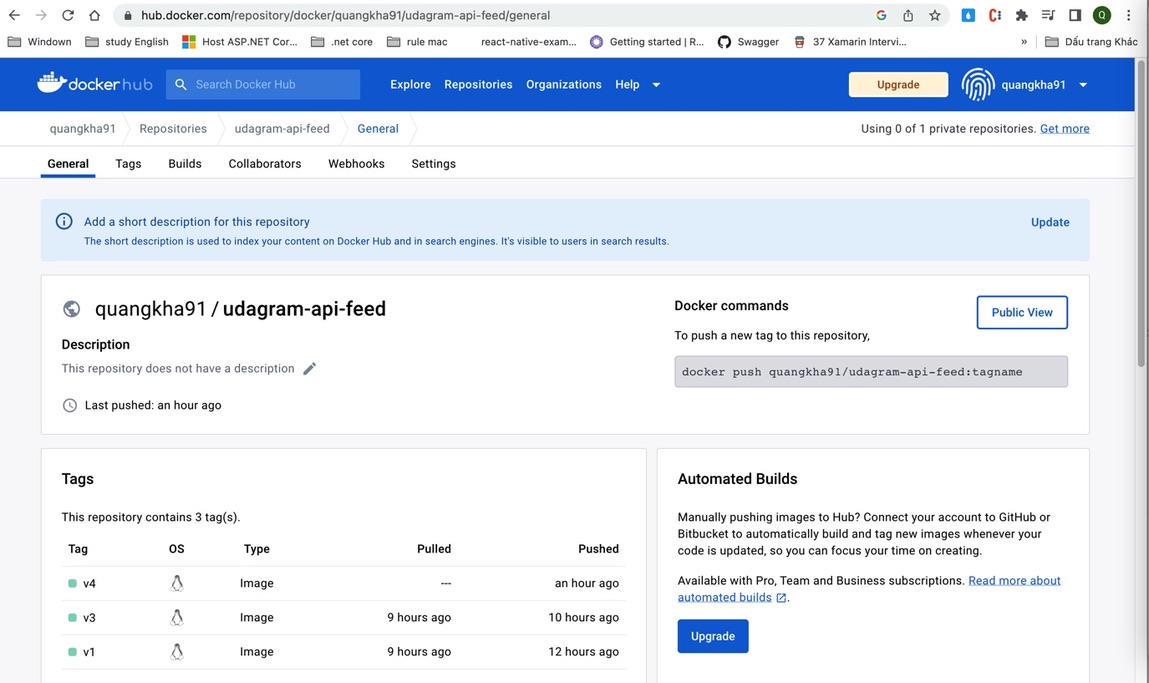 hub.docker.com/repository/docker/quangkha91/udagram-api-feed/general
G
Q
Windows study English Host ASP.NET Cor... .net core rule mac react-native-exam... Getting started | R... Swagger 37 Xamarin Intervi... » Dấu trang Khác
docker hub Search Docker Hub Explore Repositories Organizations Help Upgrade quangkha91
quangkha91 Repositories udagram-api-feed General Using 0 of 1 private repositories. Get more
General Tags Builds Collaborators Webhooks Settings
Add a short description for this repository Update
The short description is used to index your content on Docker Hub and in search engines. It's visible to users in search results.
quangkha91 / udagram-api-feed
Description
This repository does not have a description
Last pushed: an hour ago
Docker commands
Public View
To push a new tag to this repository,
docker push quangkha91/udagram-api-feed:tagname
Tags
This repository contains 3 tag(s).
Tag OS Type Pulled Pushed
v4 Image --- an hour ago
v3 Image 9 hours ago 10 hours ago
v1 Image 9 hours ago 12 hours ago
Automated Builds
Manually pushing images to Hub? Connect your account to GitHub or
Bitbucket to automatically build and tag new images whenever your
code is updated, so you can focus your time on creating.
Available with Pro, Team and Business subscriptions. Read more about
automated builds.
Upgrade